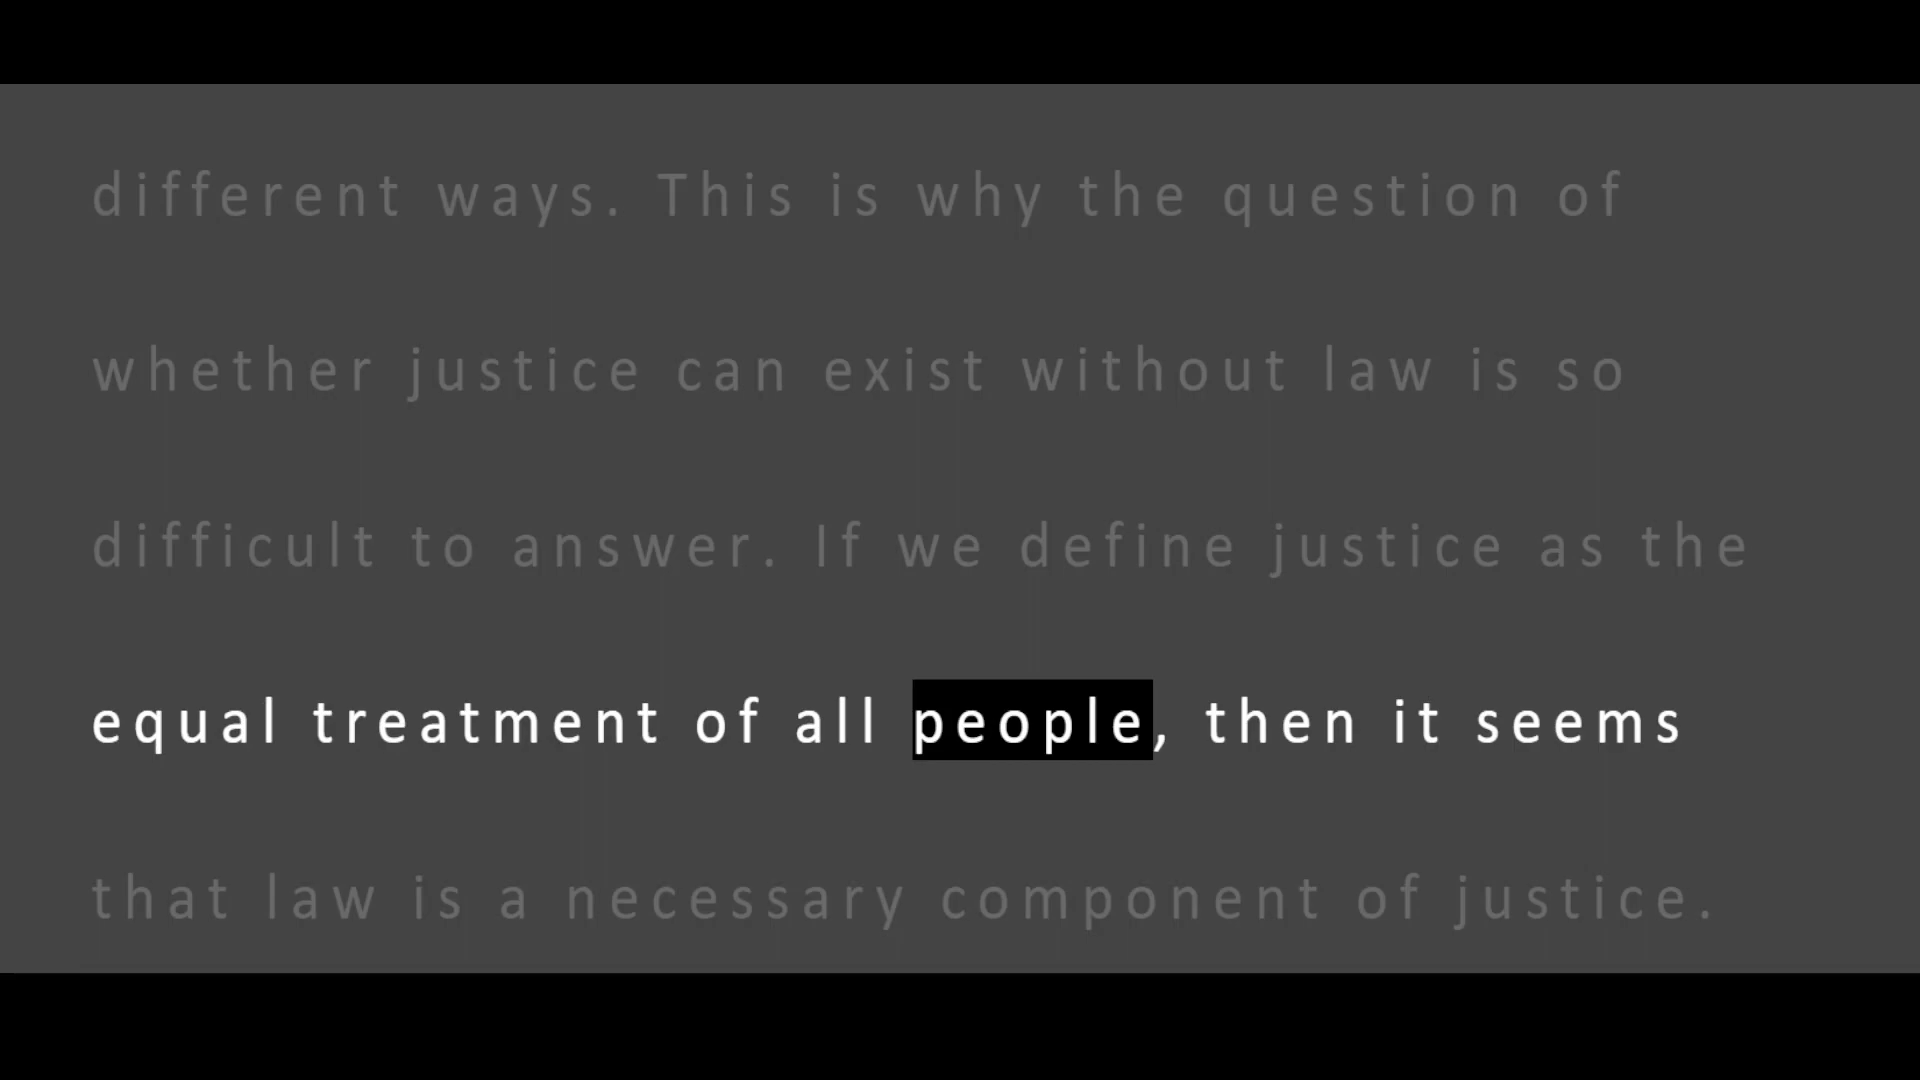 different ways. This is why the question of
whether justice can exist without law is so
difficult to answer. If we define justice as the
equal treatment of all people, then it seems
that law is a necessary component of justice.